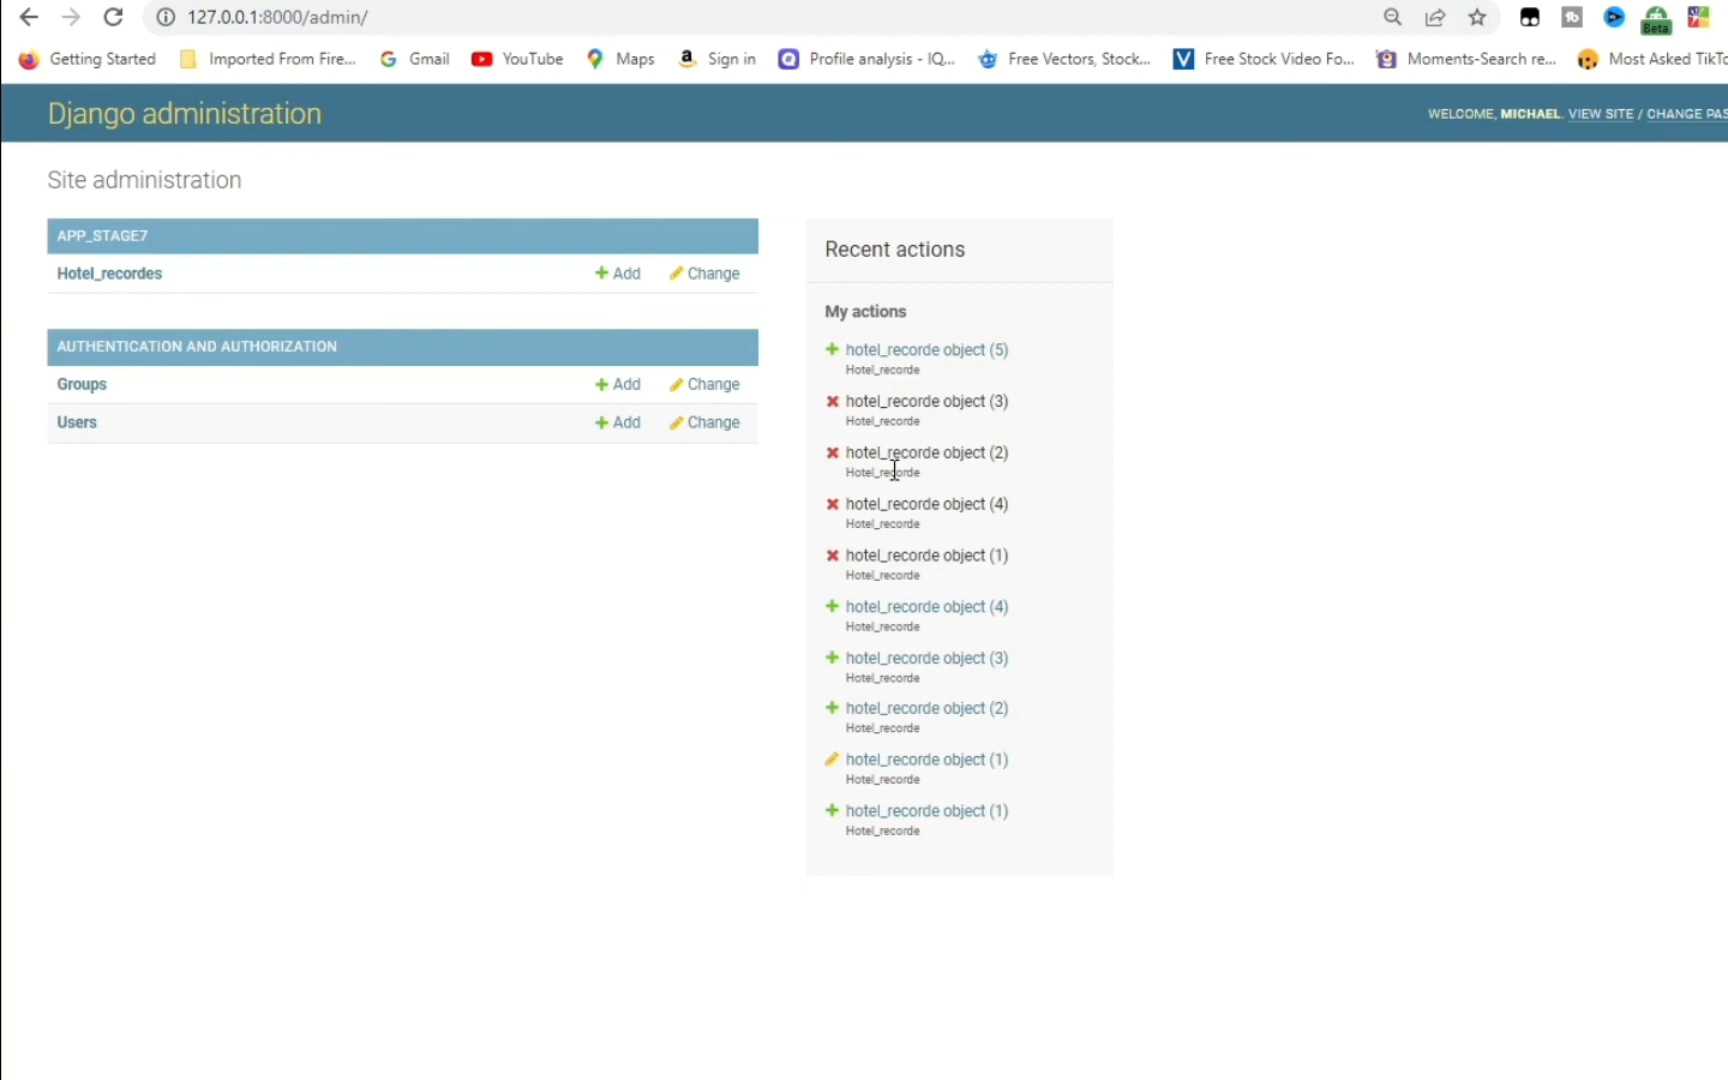 127.0.0.1:8000/admin/
Beta
Getting Started Imported From Fire... Gmail YouTube Maps Sign in Profile analysis - IQ... Free Vectors, Stock... Free Stock Video Fo... Moments-Search re... Most Asked TikTo
Django administration
WELCOME, MICHAEL. VIEW SITE / CHANGE PAS
Site administration
APP_STAGE7
Hotel_recordes Add Change
AUTHENTICATION AND AUTHORIZATION
Groups Add Change
Users Add Change
Recent actions
My actions
hotel_recorde object (5)
Hotel_recorde
hotel_recorde object (3)
Hotel_recorde
hotel_recorde object (2)
Hotel_recorde
hotel_recorde object (4)
Hotel_recorde
hotel_recorde object (1)
Hotel_recorde
hotel_recorde object (4)
Hotel_recorde
hotel_recorde object (3)
Hotel_recorde
hotel_recorde object (2)
Hotel_recorde
hotel_recorde object (1)
Hotel_recorde
hotel_recorde object (1)
Hotel_recorde